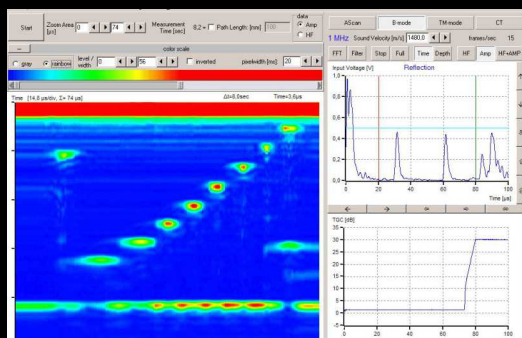 Start
Zoom Area [µs] 0 74
Measurement Time [sec] 8.2 ÷ Path Length: [mm] 100
data
Amp
HF
color scale
gray rainbow level / width 0 56 inverted pixelwidth [ms]: 20
Time [14,8 µs/div, Σ= 74 µs] Δt=8,8sec Time=3,6µs
AScan B-mode TM-mode CT
1 MHz Sound Velocity [m/s] 1480.0 frames/sec 15
FFT Filter Stop Full Time Depth HF Amp HF+AMP
Input Voltage [V] Reflection
1,0
0,8
0,6
0,4
0,2
0,0
0 20 40 60 80 100
Time [µs]
TGC [dB]
35
30
25
20
15
10
5
0
-5
0 20 40 60 80 100